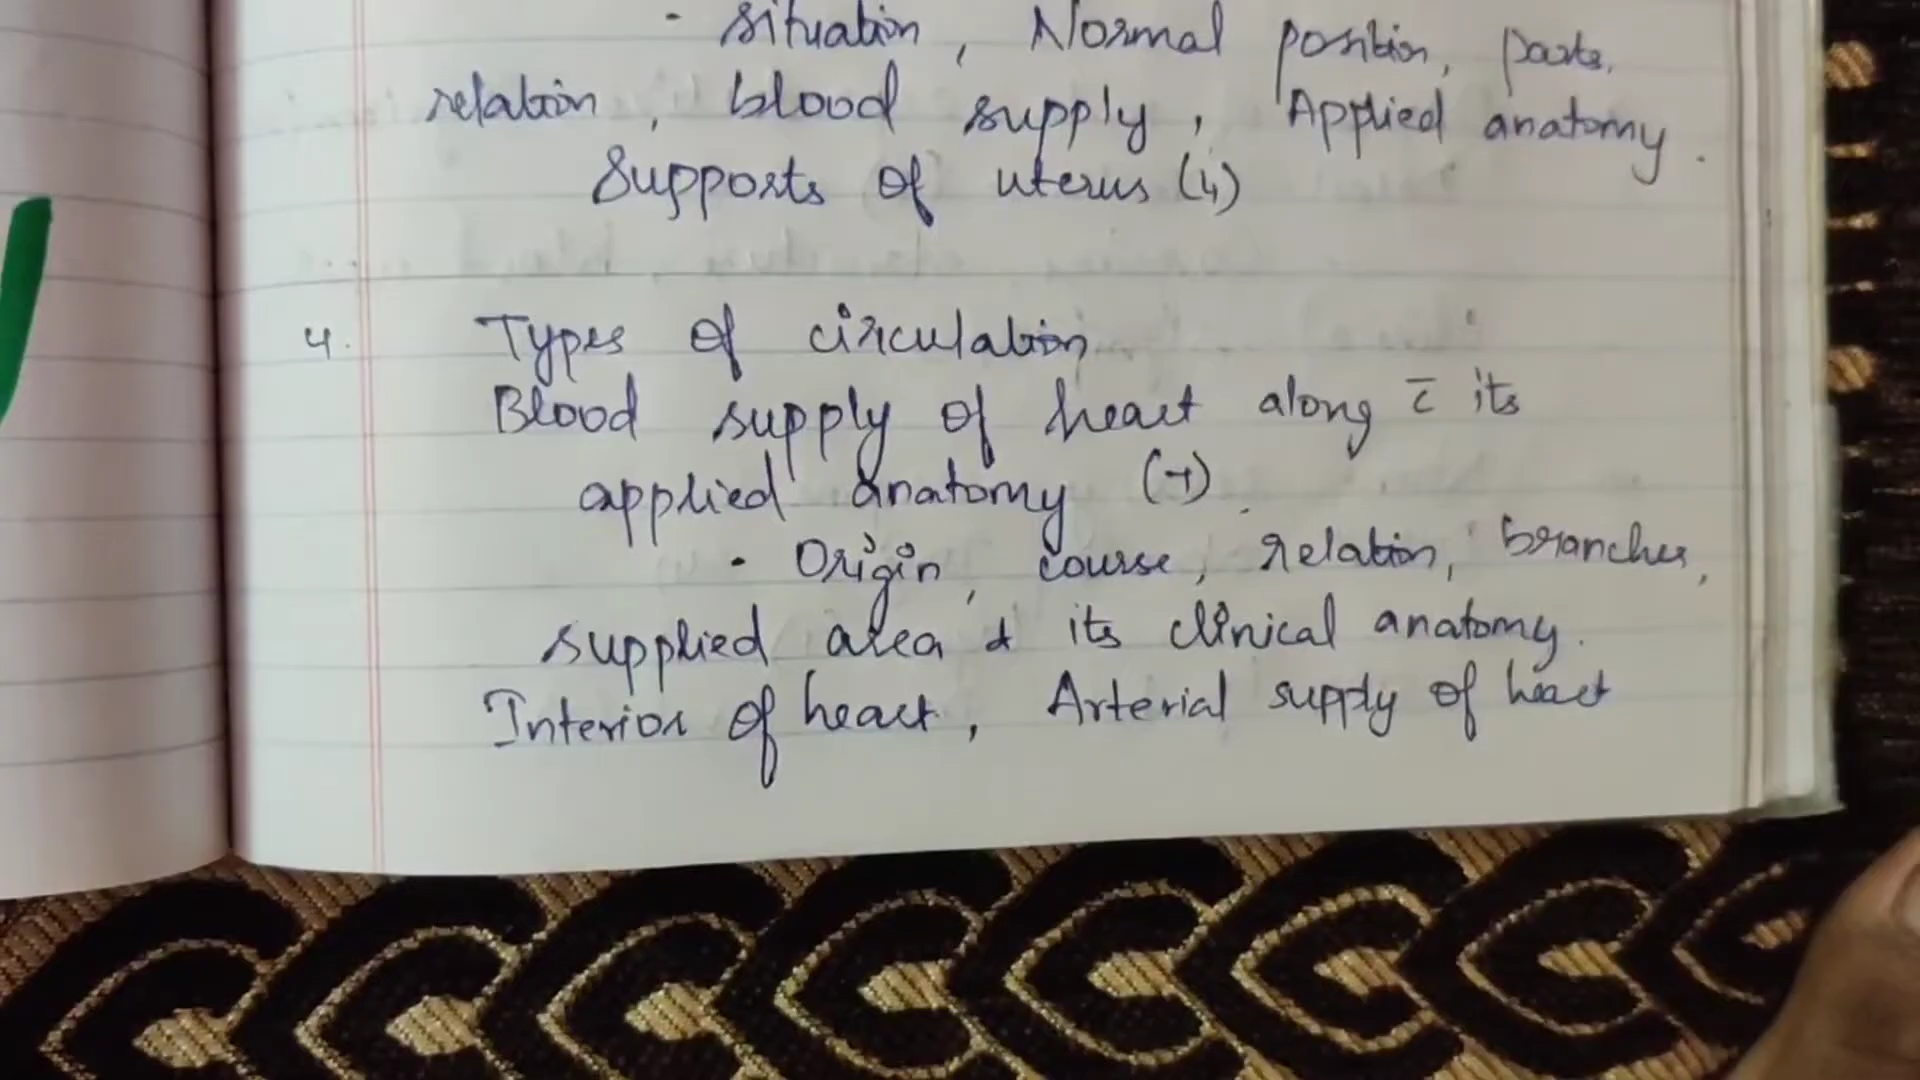 · Situation, Normal position, parts,
relation, blood supply, Applied anatomy.
Supports of uterus (4)
4. Types of circulation
Blood supply of heart along c̄ its
applied anatomy (7).
· Origin, course, relation, branches,
supplied area & its clinical anatomy.
Interior of heart, Arterial supply of heart